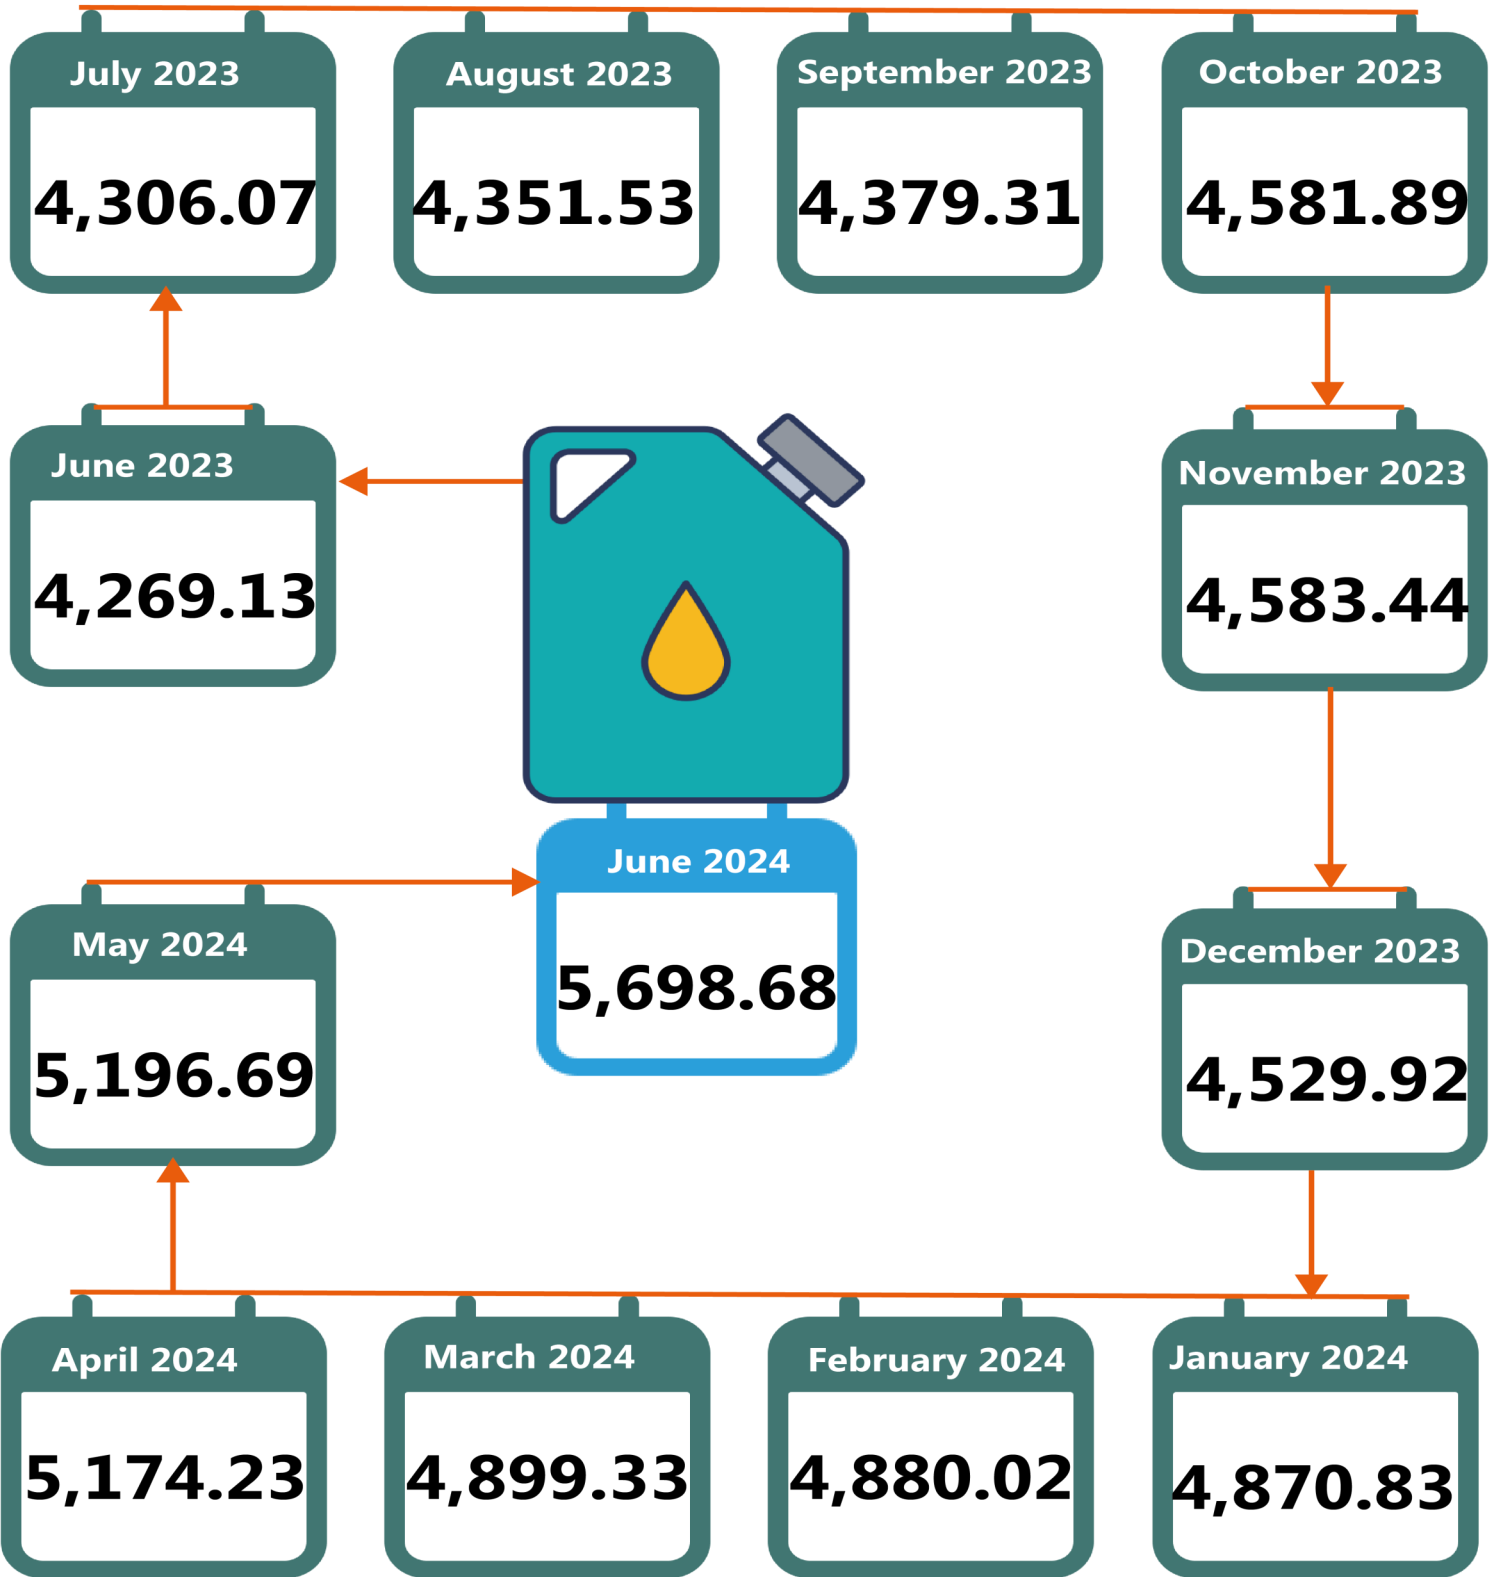 July 2023
4,306.07
August 2023
4,351.53
September 2023
4,379.31
October 2023
4,581.89
June 2023
4,269.13
November 2023
4,583.44
June 2024
5,698.68
May 2024
5,196.69
December 2023
4,529.92
April 2024
5,174.23
March 2024
4,899.33
February 2024
4,880.02
January 2024
4,870.83